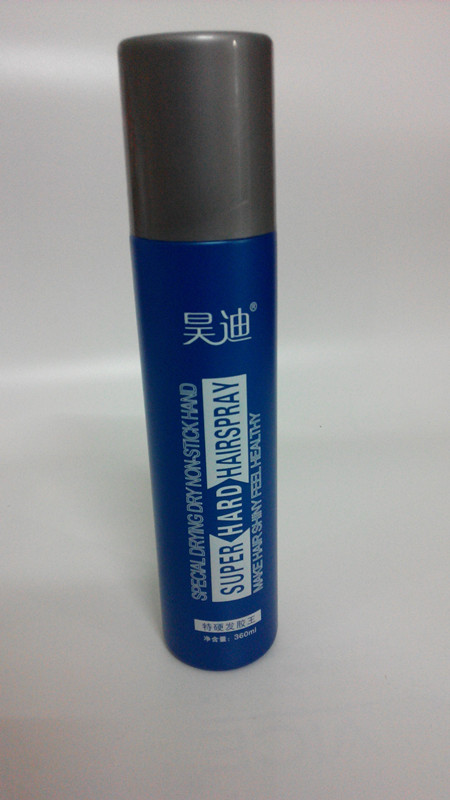 昊迪®
SPECIAL DRYING DRY NON-STICK HAND
SUPER HARD HAIRSPRAY
MAKE HAIR SHINY FEEL HEALTHY
特硬发胶王
净含量：360ml